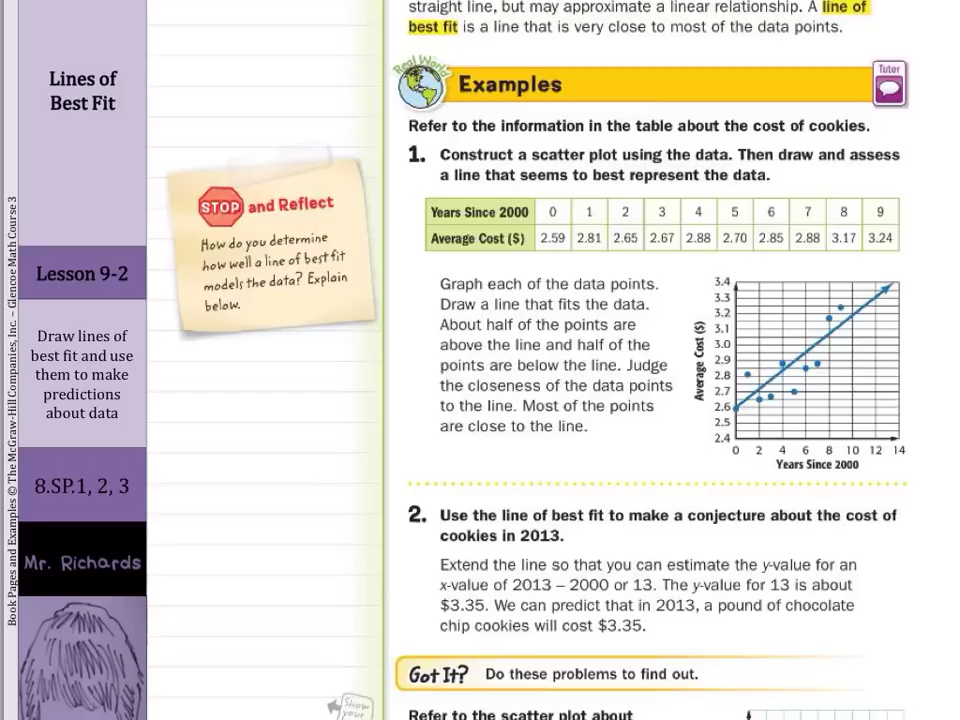 Lines of
Best Fit
Lesson 9-2
Draw lines of
best fit and use
them to make
predictions
about data
8.SP.1, 2, 3
Mr. Richards
Book Pages and Examples © The McGraw-Hill Companies, Inc. – Glencoe Math Course 3
STOP and Reflect
How do you determine
how well a line of best fit
models the data? Explain
below.
Show
your
straight line, but may approximate a linear relationship. A line of
best fit is a line that is very close to most of the data points.
Real World
Examples
Tutor
Refer to the information in the table about the cost of cookies.
1. Construct a scatter plot using the data. Then draw and assess
a line that seems to best represent the data.
Years Since 2000 0 1 2 3 4 5 6 7 8 9
Average Cost ($) 2.59 2.81 2.65 2.67 2.88 2.70 2.85 2.88 3.17 3.24
Graph each of the data points.
Draw a line that fits the data.
About half of the points are
above the line and half of the
points are below the line. Judge
the closeness of the data points
to the line. Most of the points
are close to the line.
Average Cost ($)
3.4
3.3
3.2
3.1
3.0
2.9
2.8
2.7
2.6
2.5
2.4
0 2 4 6 8 10 12 14
Years Since 2000
2. Use the line of best fit to make a conjecture about the cost of
cookies in 2013.
Extend the line so that you can estimate the y-value for an
x-value of 2013 – 2000 or 13. The y-value for 13 is about
$3.35. We can predict that in 2013, a pound of chocolate
chip cookies will cost $3.35.
Got It? Do these problems to find out.
Refer to the scatter plot about